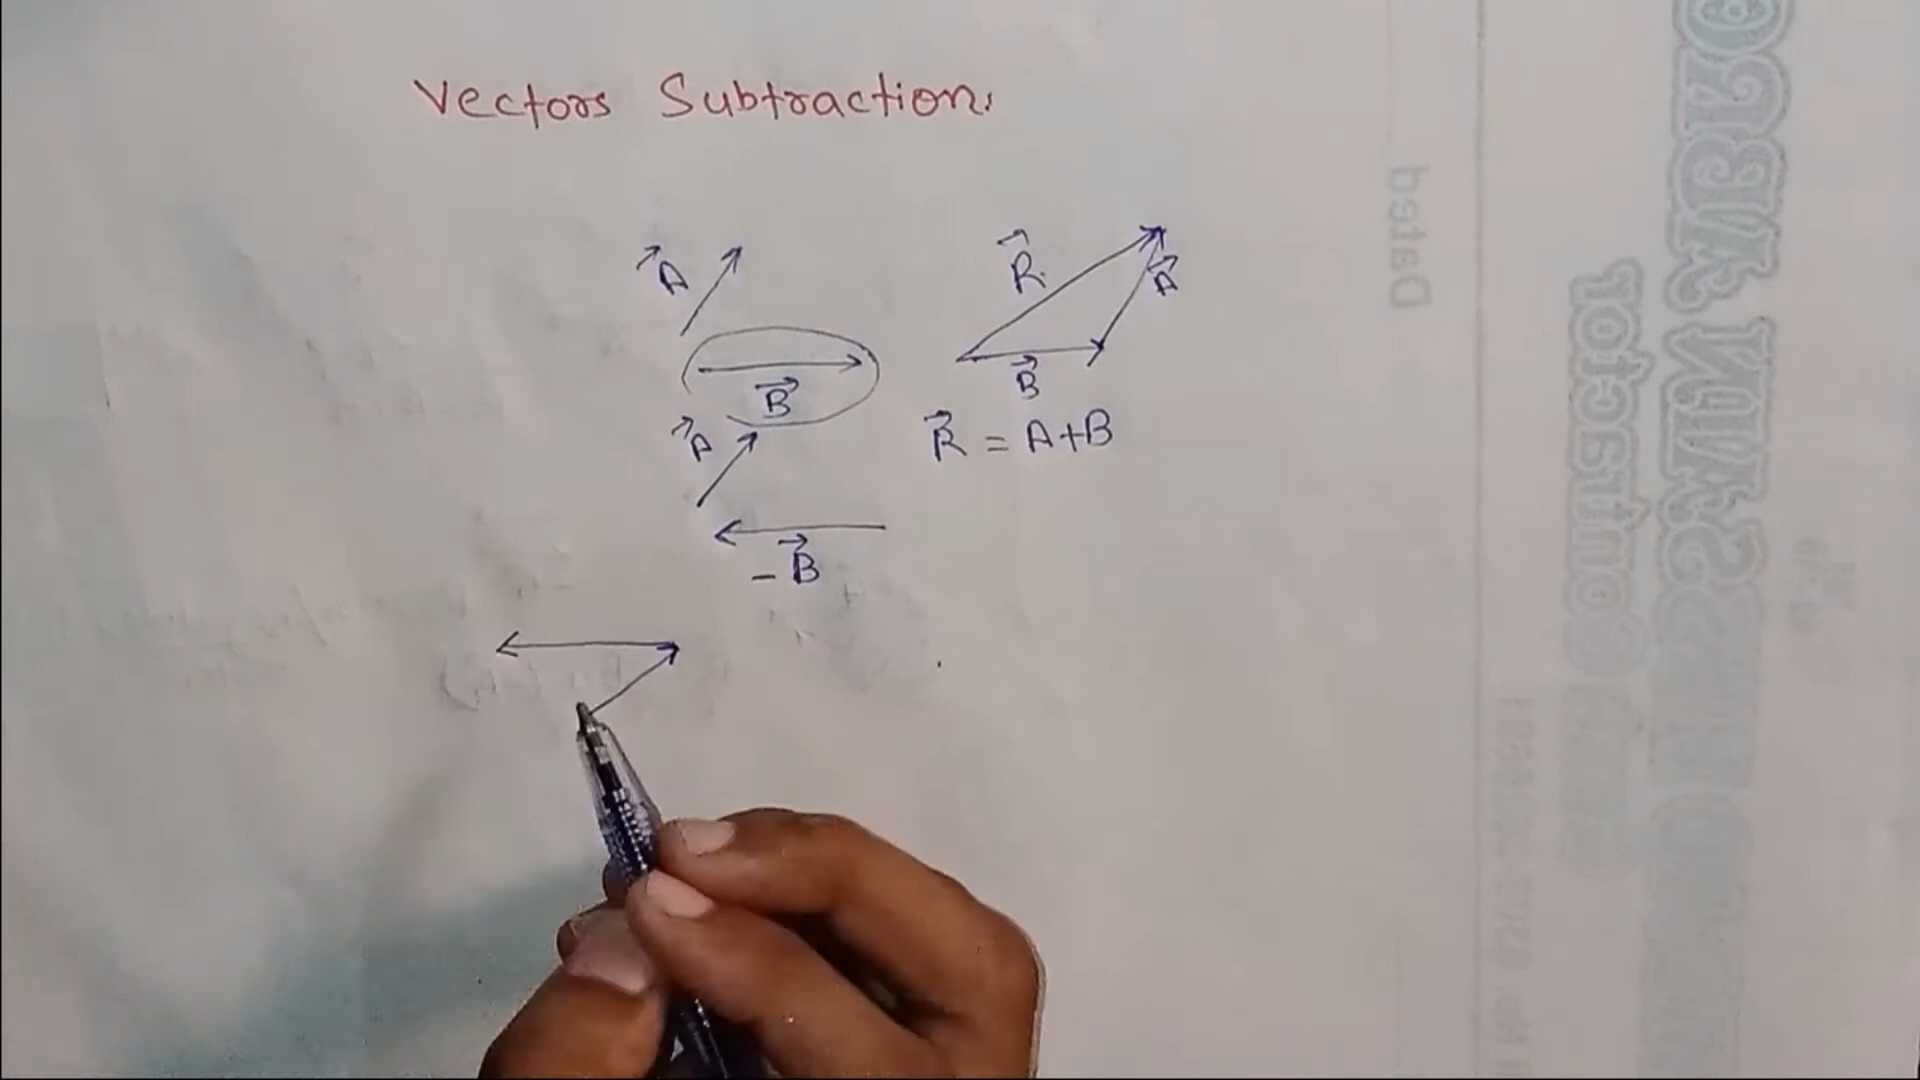 Vectors Subtraction:
A⃗
B⃗
R⃗
A⃗
B⃗
R⃗ = A+B
A⃗
-B⃗
Dated